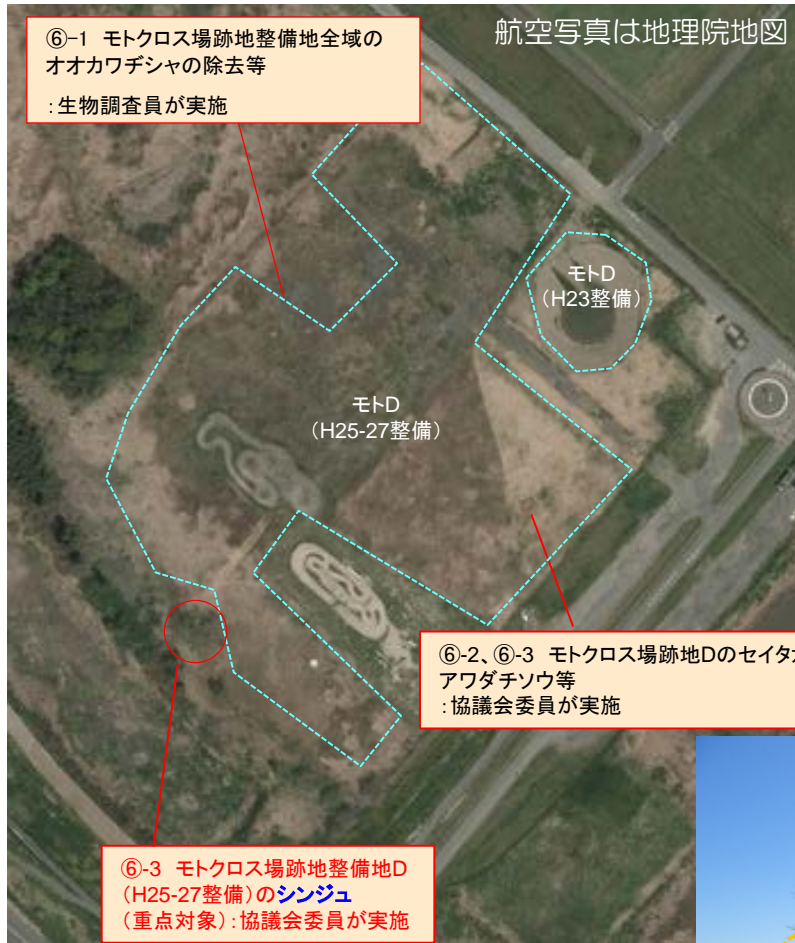 航空写真は地理院地図
⑥-1 モトクロス場跡地整備地全域の
オオカワヂシャの除去等
：生物調査員が実施
モトD
（H23整備）
モトD
（H25-27整備）
⑥-2、⑥-3 モトクロス場跡地Dのセイタカ
アワダチソウ等
：協議会委員が実施
⑥-3 モトクロス場跡地整備地D
（H25-27整備）のシンジュ
（重点対象）：協議会委員が実施